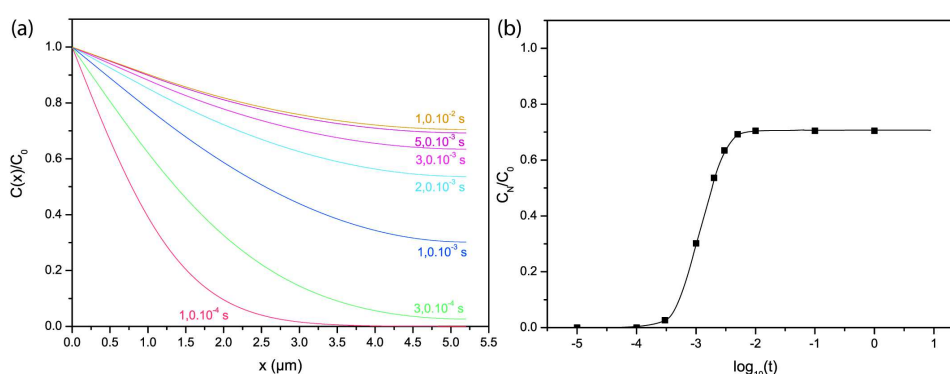 (a)
C(x)/C₀
1.0
0.8
0.6
0.4
0.2
0.0
1,0.10⁻² s
5,0.10⁻³ s
3,0.10⁻³ s
2,0.10⁻³ s
1,0.10⁻³ s
3,0.10⁻⁴ s
1,0.10⁻⁴ s
0.0 0.5 1.0 1.5 2.0 2.5 3.0 3.5 4.0 4.5 5.0 5.5
x (µm)
(b)
C_N/C₀
1.0
0.8
0.6
0.4
0.2
0.0
-5 -4 -3 -2 -1 0 1
log₁₀(t)